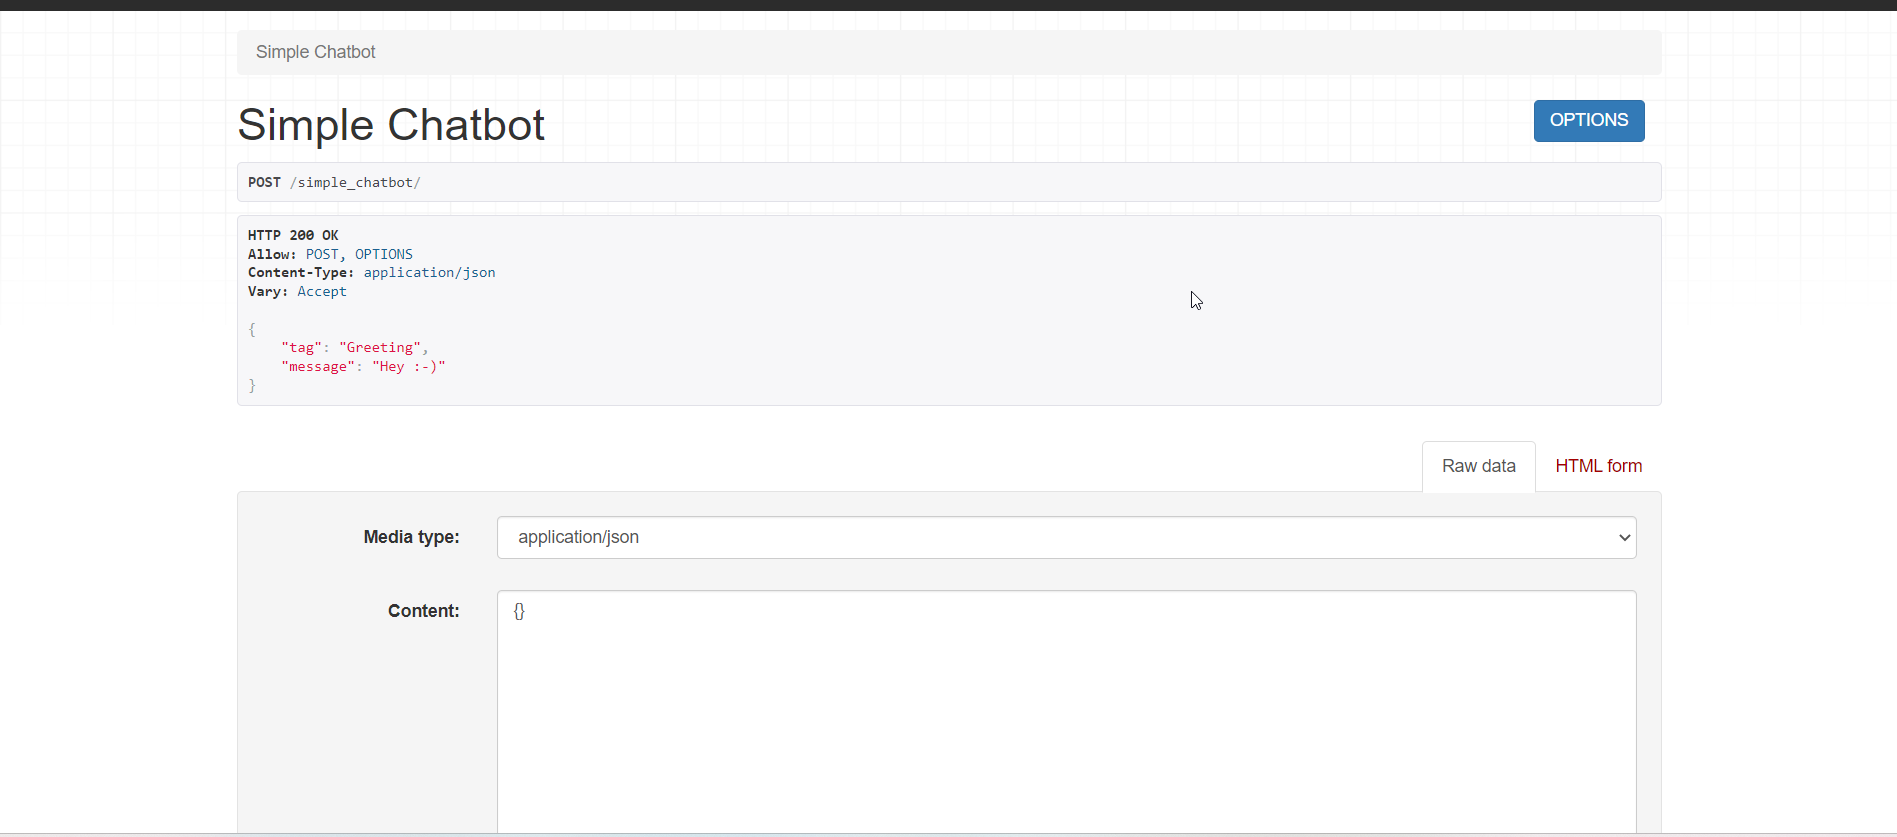 Simple Chatbot
Simple Chatbot
OPTIONS
POST /simple_chatbot/
HTTP 200 OK
Allow: POST, OPTIONS
Content-Type: application/json
Vary: Accept
{
    "tag": "Greeting",
    "message": "Hey :-)"
}
Raw data HTML form
Media type: application/json
Content: {}